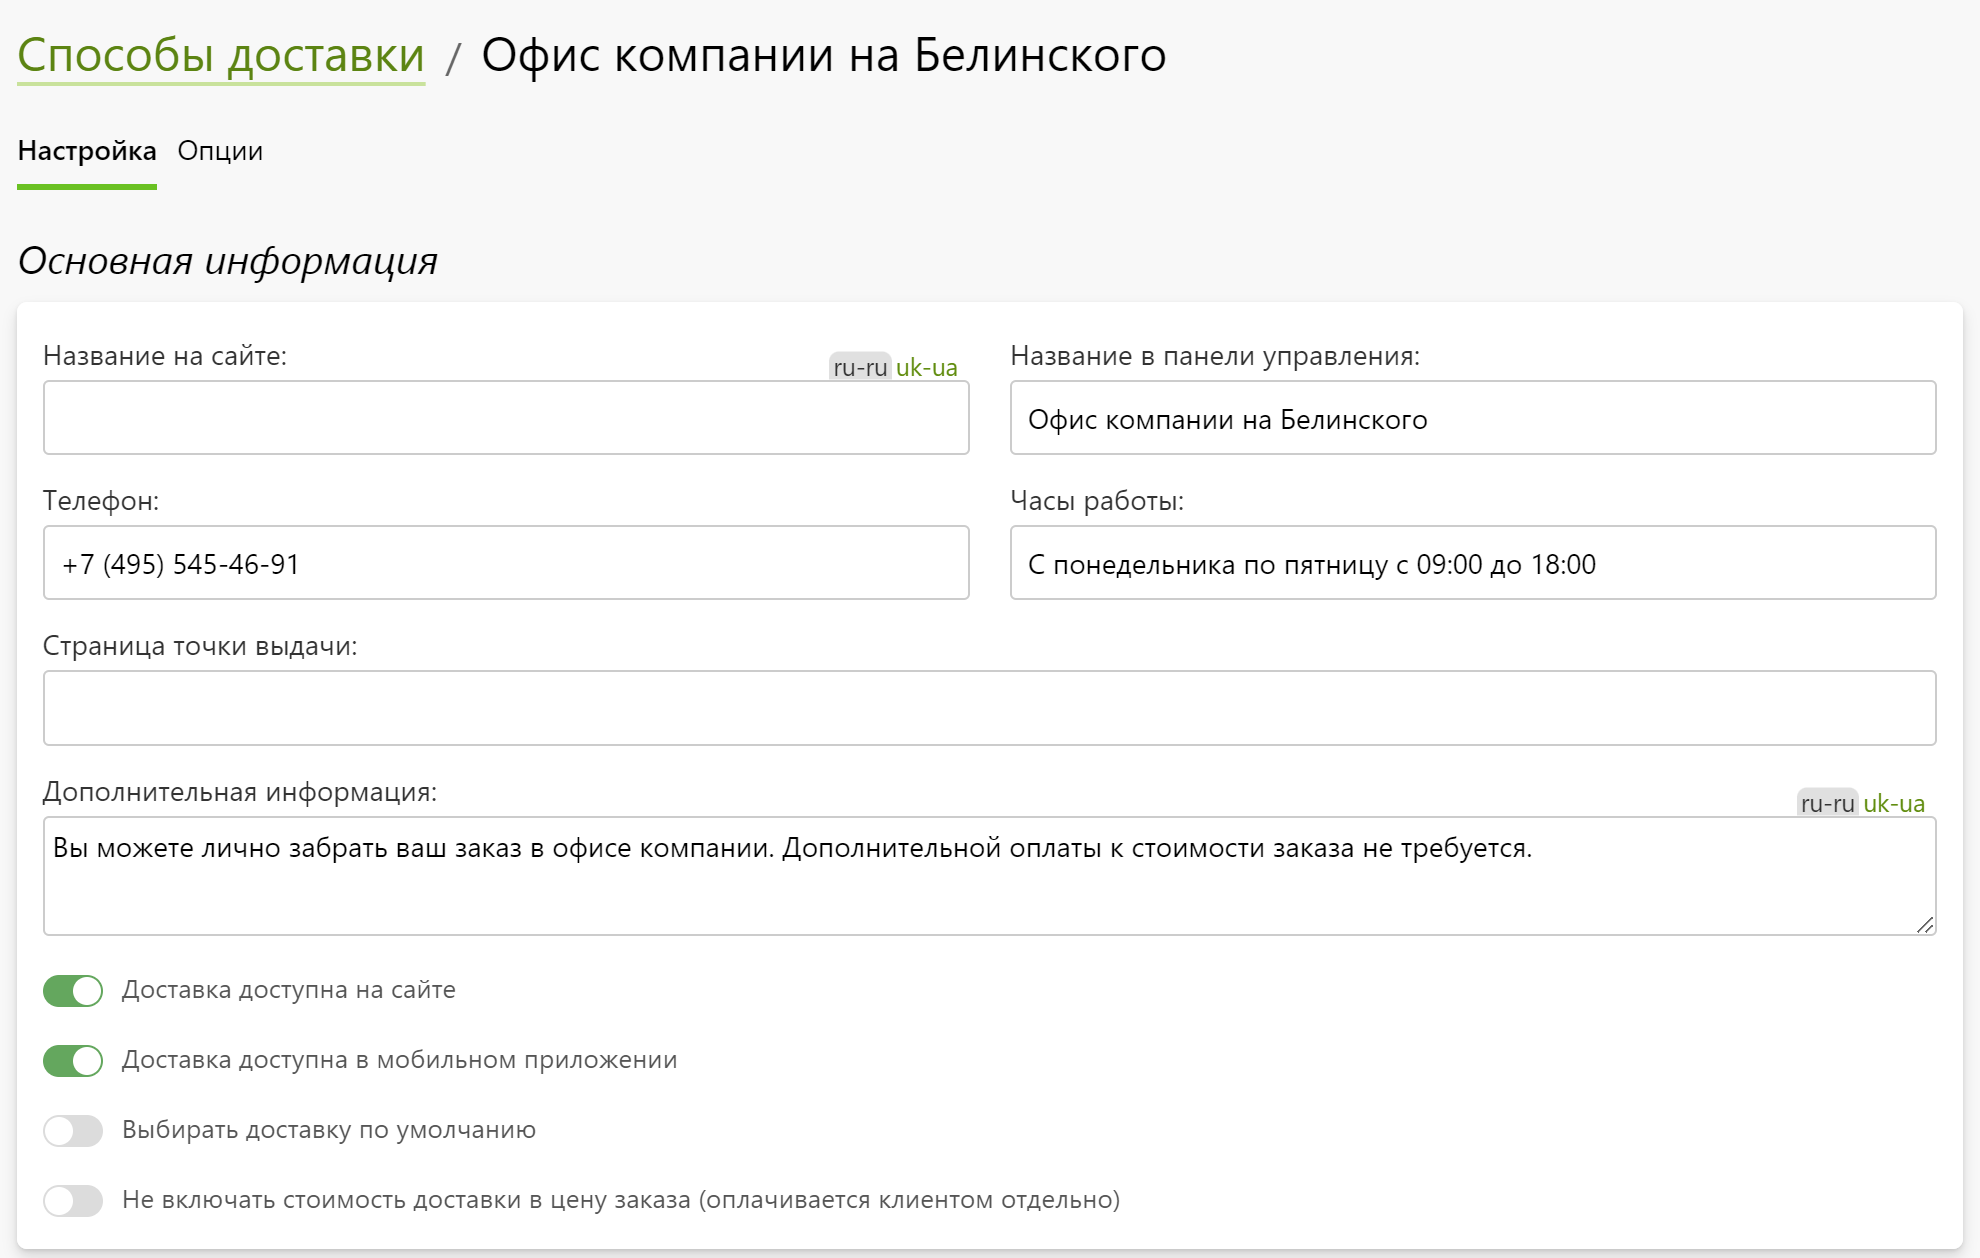 Способы доставки / Офис компании на Белинского
Настройка Опции
Основная информация
Название на сайте:
ru-ru uk-ua
Название в панели управления:
Офис компании на Белинского
Телефон:
+7 (495) 545-46-91
Часы работы:
С понедельника по пятницу с 09:00 до 18:00
Страница точки выдачи:
Дополнительная информация:
ru-ru uk-ua
Вы можете лично забрать ваш заказ в офисе компании. Дополнительной оплаты к стоимости заказа не требуется.
Доставка доступна на сайте
Доставка доступна в мобильном приложении
Выбирать доставку по умолчанию
Не включать стоимость доставки в цену заказа (оплачивается клиентом отдельно)